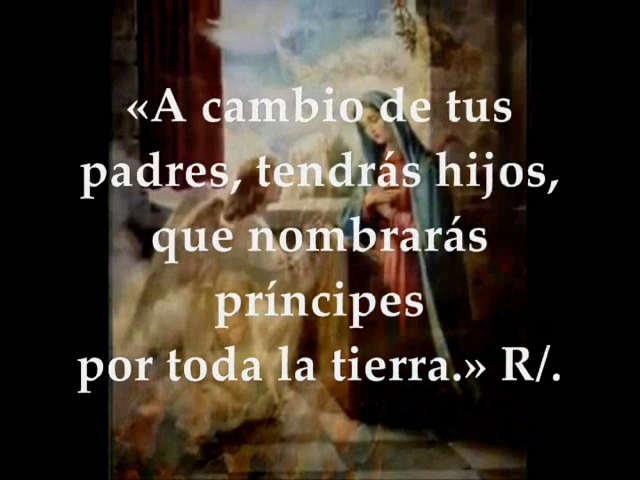 «A cambio de tus
padres, tendrás hijos,
que nombrarás
príncipes
por toda la tierra.» R/.